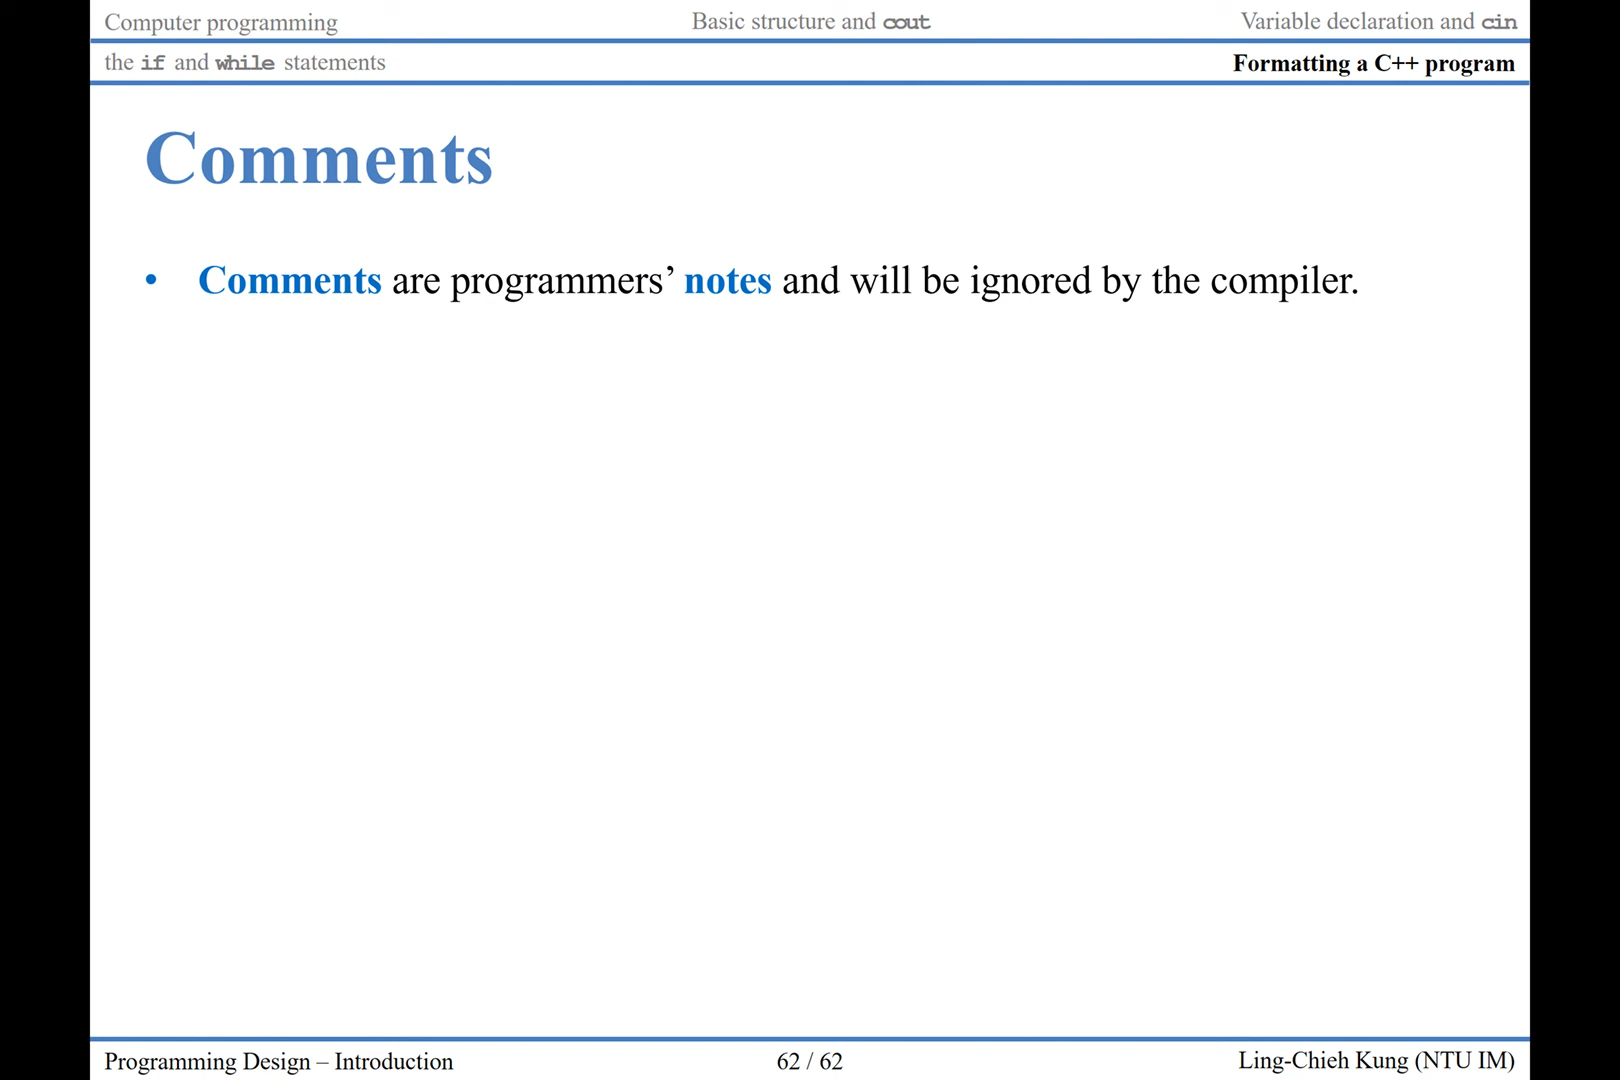 Computer programming Basic structure and cout Variable declaration and cin
the if and while statements Formatting a C++ program
Comments
• Comments are programmers’ notes and will be ignored by the compiler.
Programming Design – Introduction 62 / 62 Ling-Chieh Kung (NTU IM)